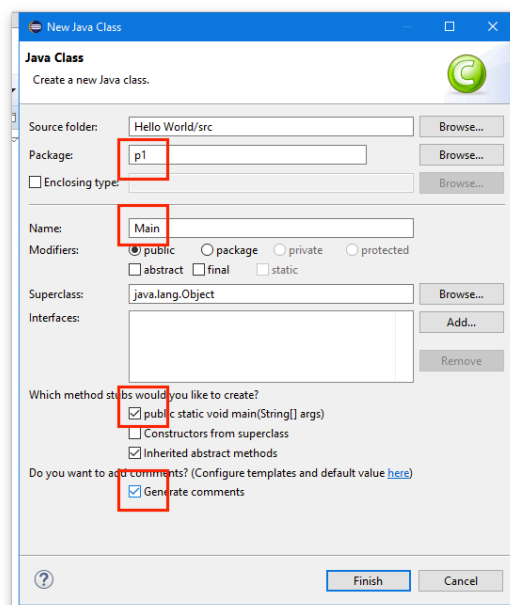 New Java Class
Java Class
Create a new Java class.
C
Source folder: Hello World/src Browse...
Package: p1 Browse...
Enclosing type: Browse...
Name: Main
Modifiers: public package private protected
abstract final static
Superclass: java.lang.Object Browse...
Interfaces: Add...
Remove
Which method stubs would you like to create?
public static void main(String[] args)
Constructors from superclass
Inherited abstract methods
Do you want to add comments? (Configure templates and default value here)
Generate comments
? Finish Cancel